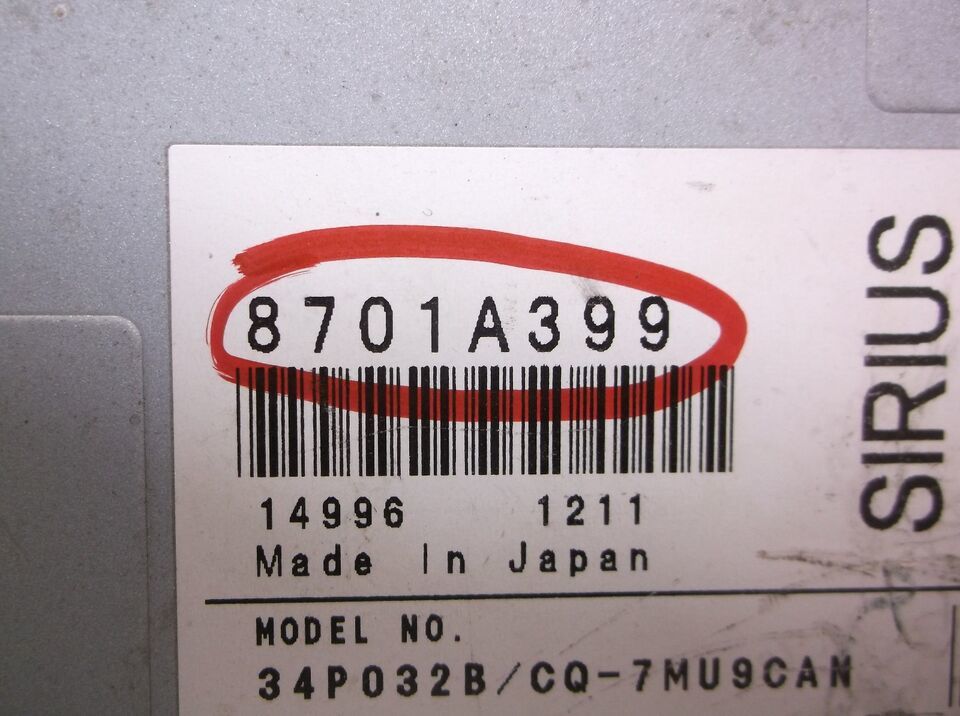 8701A399
14996 1211
Made In Japan
MODEL NO.
34P032B/CQ-7MU9CAN
SIRIUS